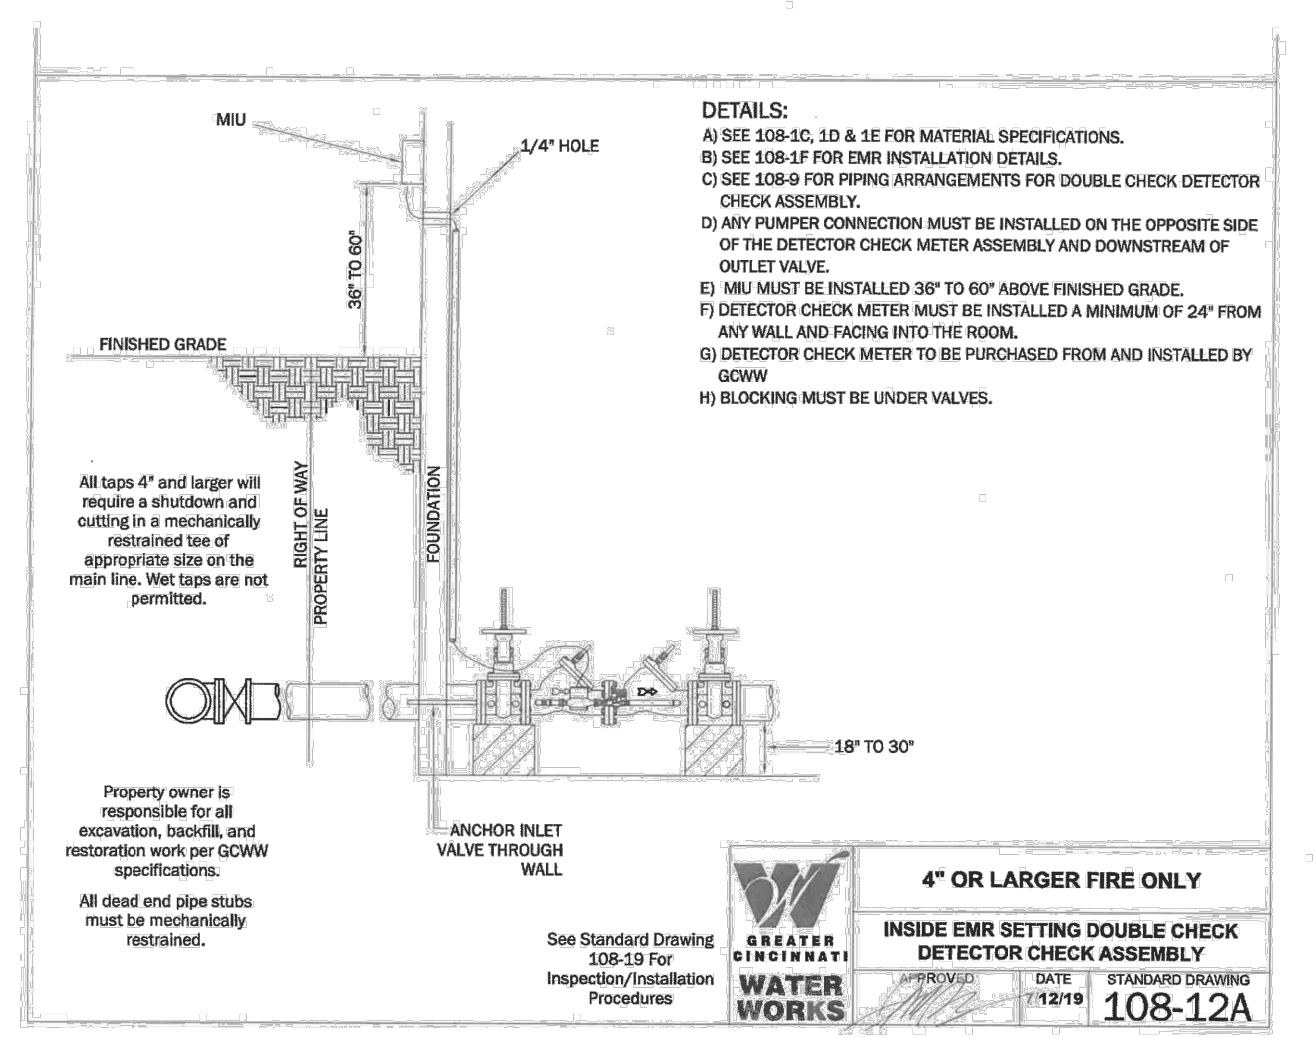 MIU
1/4" HOLE
36" TO 60"
FINISHED GRADE
DETAILS:
A) SEE 108-1C, 1D & 1E FOR MATERIAL SPECIFICATIONS.
B) SEE 108-1F FOR EMR INSTALLATION DETAILS.
C) SEE 108-9 FOR PIPING ARRANGEMENTS FOR DOUBLE CHECK DETECTOR
CHECK ASSEMBLY.
D) ANY PUMPER CONNECTION MUST BE INSTALLED ON THE OPPOSITE SIDE
OF THE DETECTOR CHECK METER ASSEMBLY AND DOWNSTREAM OF
OUTLET VALVE.
E) MIU MUST BE INSTALLED 36" TO 60" ABOVE FINISHED GRADE.
F) DETECTOR CHECK METER MUST BE INSTALLED A MINIMUM OF 24" FROM
ANY WALL AND FACING INTO THE ROOM.
G) DETECTOR CHECK METER TO BE PURCHASED FROM AND INSTALLED BY
GCWW
H) BLOCKING MUST BE UNDER VALVES.
All taps 4" and larger will
require a shutdown and
cutting in a mechanically
restrained tee of
appropriate size on the
main line. Wet taps are not
permitted.
RIGHT OF WAY
PROPERTY LINE
FOUNDATION
18" TO 30"
Property owner is
responsible for all
excavation, backfill, and
restoration work per GCWW
specifications.
All dead end pipe stubs
must be mechanically
restrained.
ANCHOR INLET
VALVE THROUGH
WALL
See Standard Drawing
108-19 For
Inspection/Installation
Procedures
GREATER
CINCINNATI
WATER
WORKS
4" OR LARGER FIRE ONLY
INSIDE EMR SETTING DOUBLE CHECK
DETECTOR CHECK ASSEMBLY
APPROVED
DATE
12/19
STANDARD DRAWING
108-12A